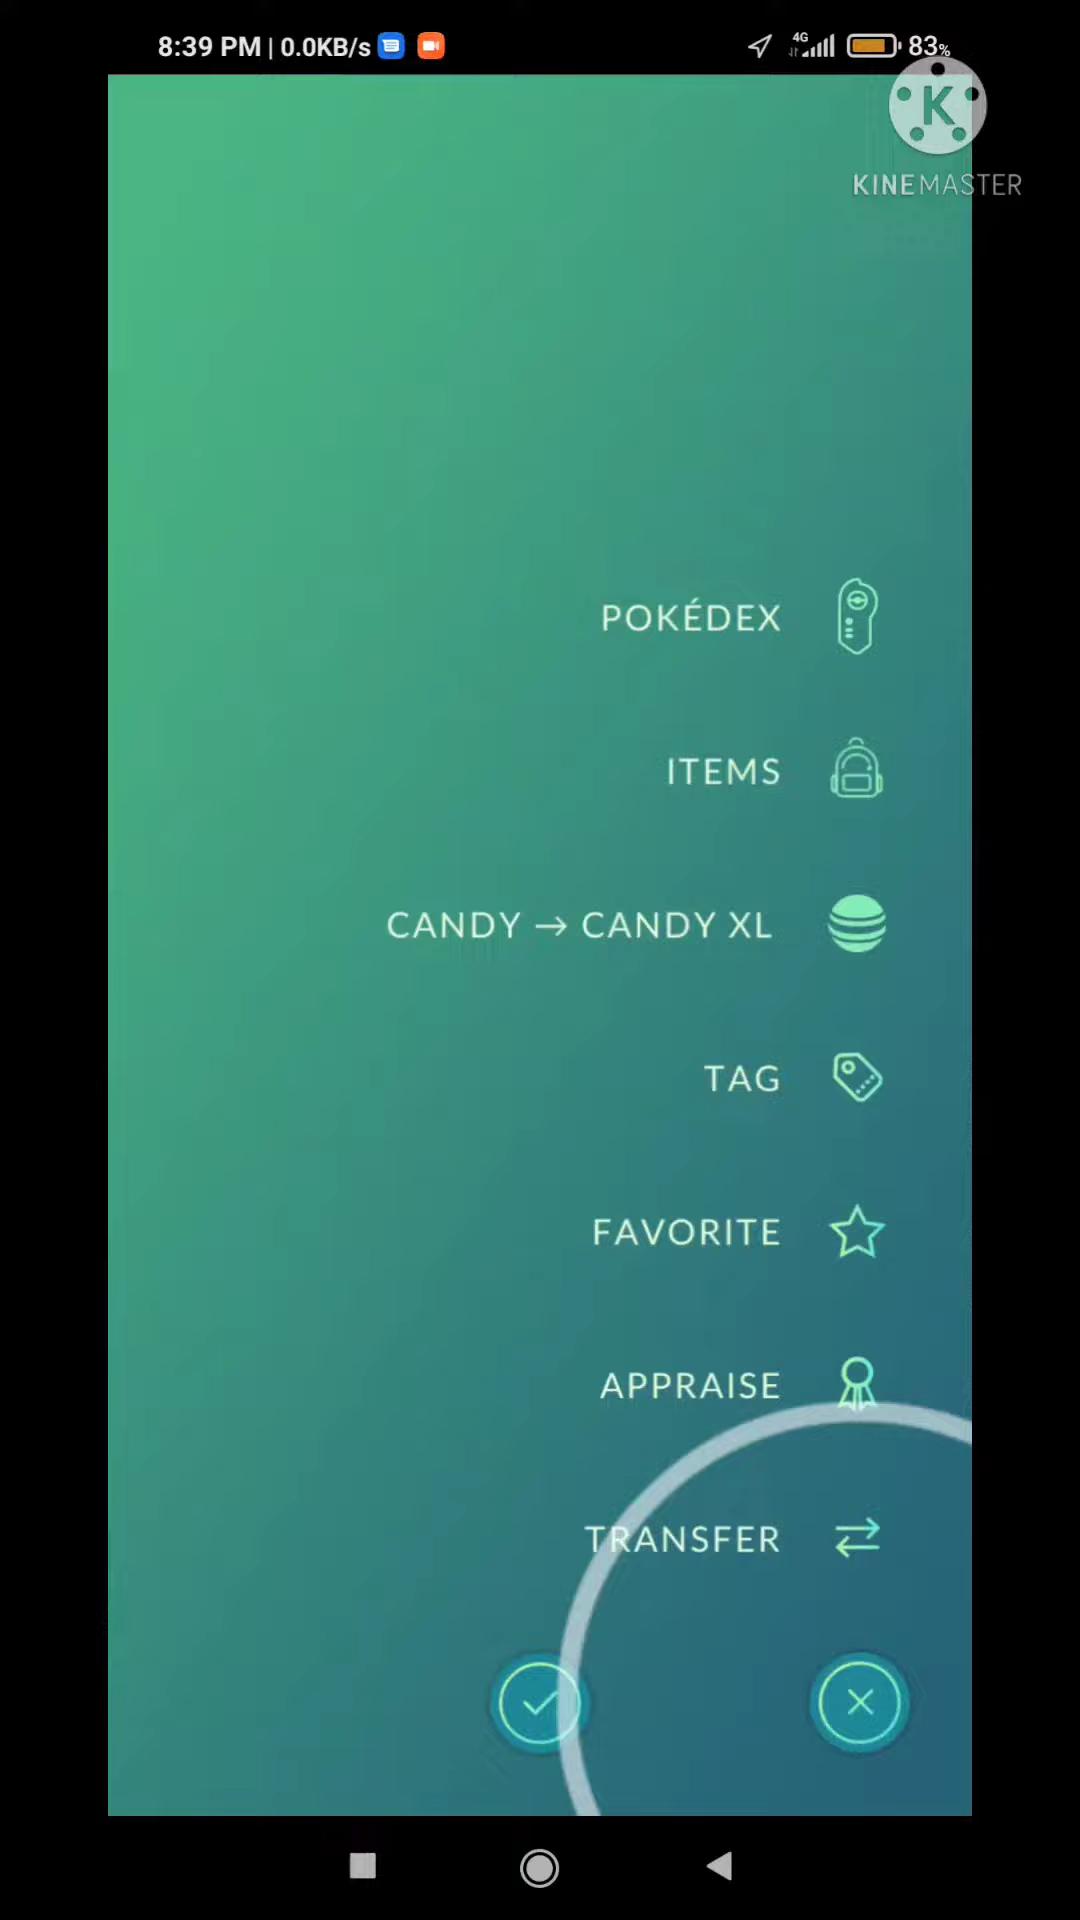 8:39 PM | 0.0KB/s
4G
83%
K
KINEMASTER
POKÉDEX
ITEMS
CANDY → CANDY XL
TAG
FAVORITE
APPRAISE
TRANSFER